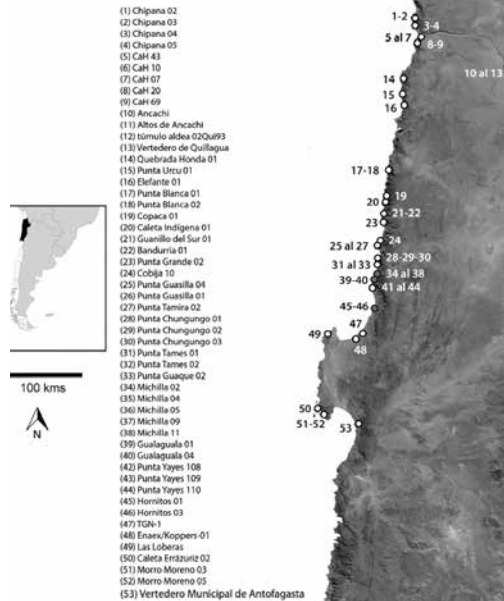 (1) Chipana 02
(2) Chipana 03
(3) Chipana 04
(4) Chipana 05
(5) CaH 43
(6) CaH 10
(7) CaH 07
(8) CaH 20
(9) CaH 69
(10) Ancachi
(11) Altos de Ancachi
(12) túmulo aldea 02Qui93
(13) Vertedero de Quillagua
(14) Quebrada Honda 01
(15) Punta Urcu 01
(16) Elefante 01
(17) Punta Blanca 01
(18) Punta Blanca 02
(19) Copaca 01
(20) Caleta Indígena 01
(21) Guanillo del Sur 01
(22) Bandurria 01
(23) Punta Grande 02
(24) Cobija 10
(25) Punta Guasilla 04
(26) Punta Guasilla 01
(27) Punta Tamira 02
(28) Punta Chungungo 01
(29) Punta Chungungo 02
(30) Punta Chungungo 03
(31) Punta Tames 01
(32) Punta Tames 02
(33) Punta Guaque 02
(34) Michilla 02
(35) Michilla 04
(36) Michilla 05
(37) Michilla 09
(38) Michilla 11
(39) Gualaguala 01
(40) Gualaguala 04
(42) Punta Yayes 108
(43) Punta Yayes 109
(44) Punta Yayes 110
(45) Hornitos 01
(46) Hornitos 03
(47) TGN-1
(48) Enaex/Koppers-01
(49) Las Loberas
(50) Caleta Errázuriz 02
(51) Morro Moreno 03
(52) Morro Moreno 05
(53) Vertedero Municipal de Antofagasta
100 kms
N
1-2
3-4
5 al 7
8-9
10 al 13
14
15
16
17-18
19
20
21-22
23
24
25 al 27
28-29-30
31 al 33
34 al 38
39-40
41 al 44
45-46
47
49
48
50
51-52
53